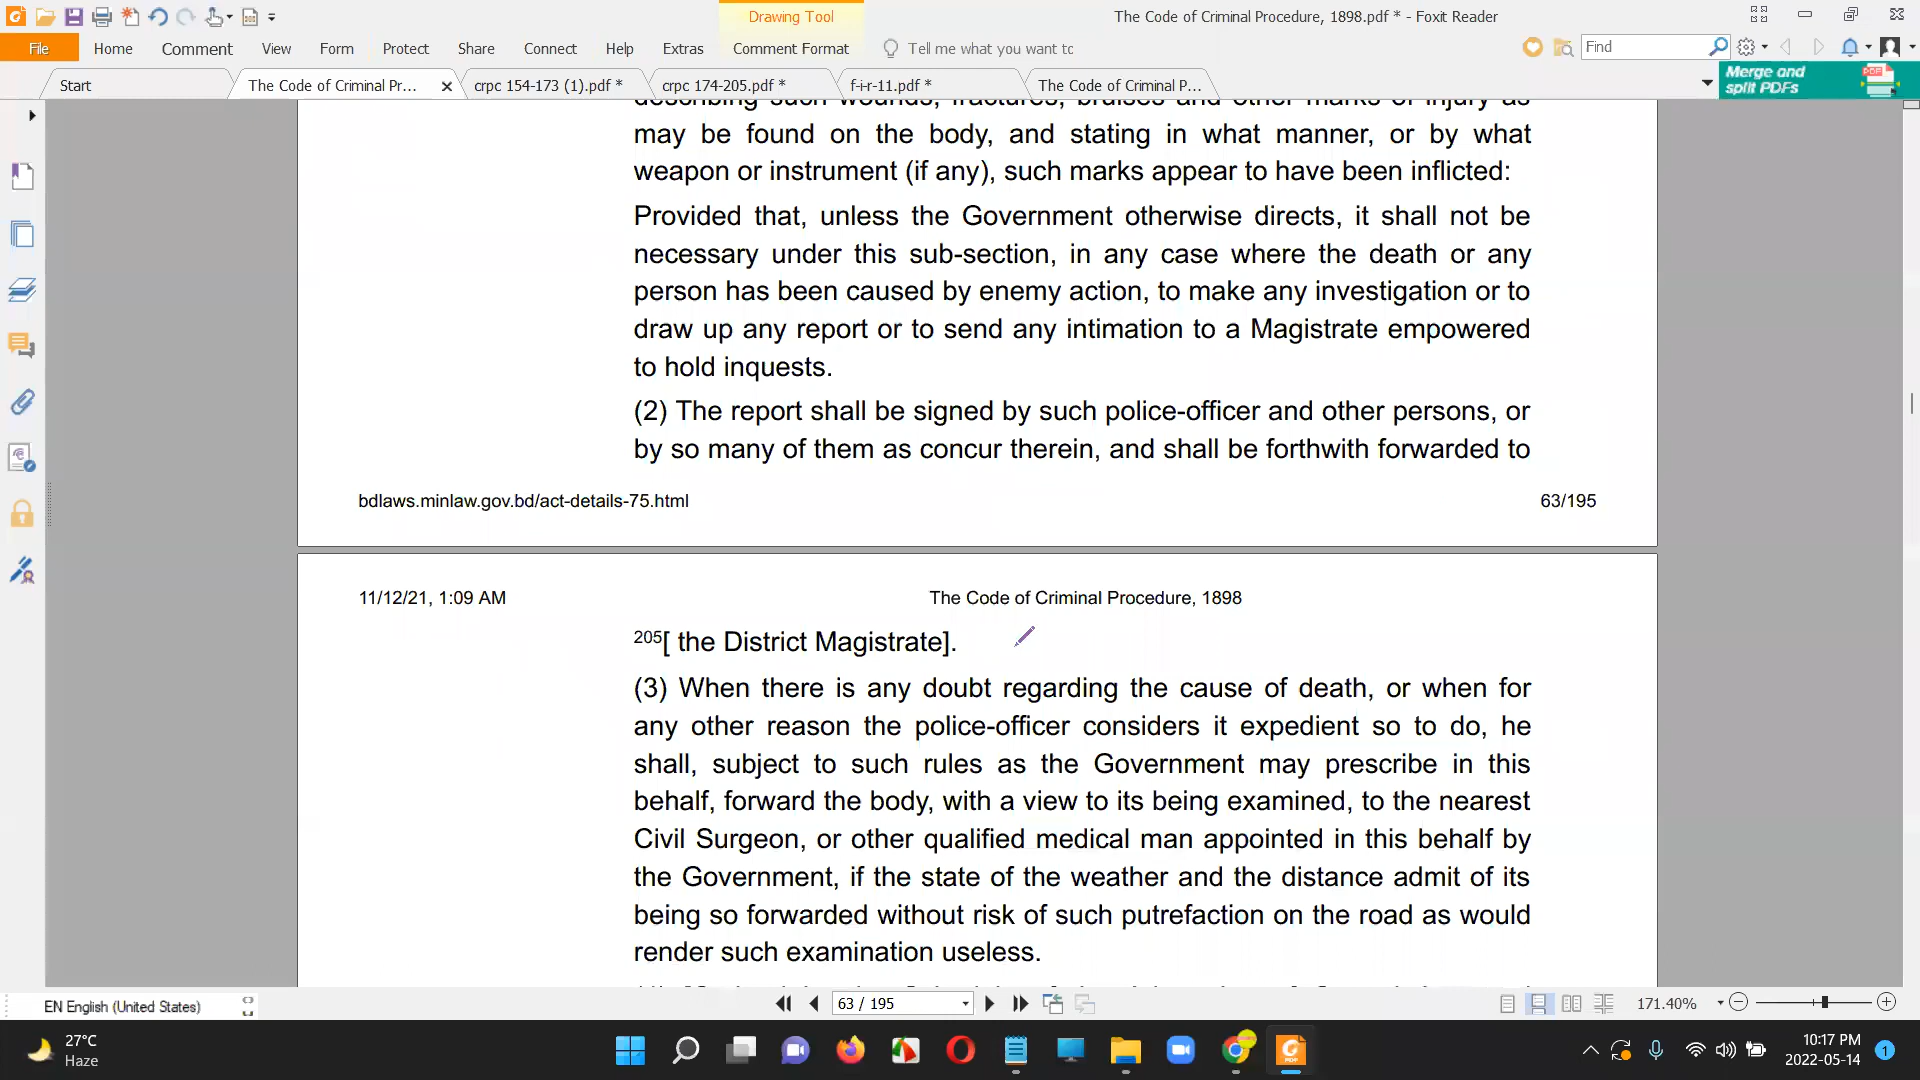 Drawing Tool
The Code of Criminal Procedure, 1898.pdf * - Foxit Reader
File
Home
Comment
View
Form
Protect
Share
Connect
Help
Extras
Comment Format
Tell me what you want to
Find
Start
The Code of Criminal Pr...
crpc 154-173 (1).pdf *
crpc 174-205.pdf *
f-i-r-11.pdf *
The Code of Criminal P...
Merge and
split PDFs
describing such wounds, fractures, bruises and other marks of injury as
may be found on the body, and stating in what manner, or by what
weapon or instrument (if any), such marks appear to have been inflicted:
Provided that, unless the Government otherwise directs, it shall not be
necessary under this sub-section, in any case where the death or any
person has been caused by enemy action, to make any investigation or to
draw up any report or to send any intimation to a Magistrate empowered
to hold inquests.
(2) The report shall be signed by such police-officer and other persons, or
by so many of them as concur therein, and shall be forthwith forwarded to
bdlaws.minlaw.gov.bd/act-details-75.html
63/195
11/12/21, 1:09 AM
The Code of Criminal Procedure, 1898
205[ the District Magistrate].
(3) When there is any doubt regarding the cause of death, or when for
any other reason the police-officer considers it expedient so to do, he
shall, subject to such rules as the Government may prescribe in this
behalf, forward the body, with a view to its being examined, to the nearest
Civil Surgeon, or other qualified medical man appointed in this behalf by
the Government, if the state of the weather and the distance admit of its
being so forwarded without risk of such putrefaction on the road as would
render such examination useless.
EN English (United States)
63 / 195
171.40%
27°C
Haze
10:17 PM
2022-05-14
1